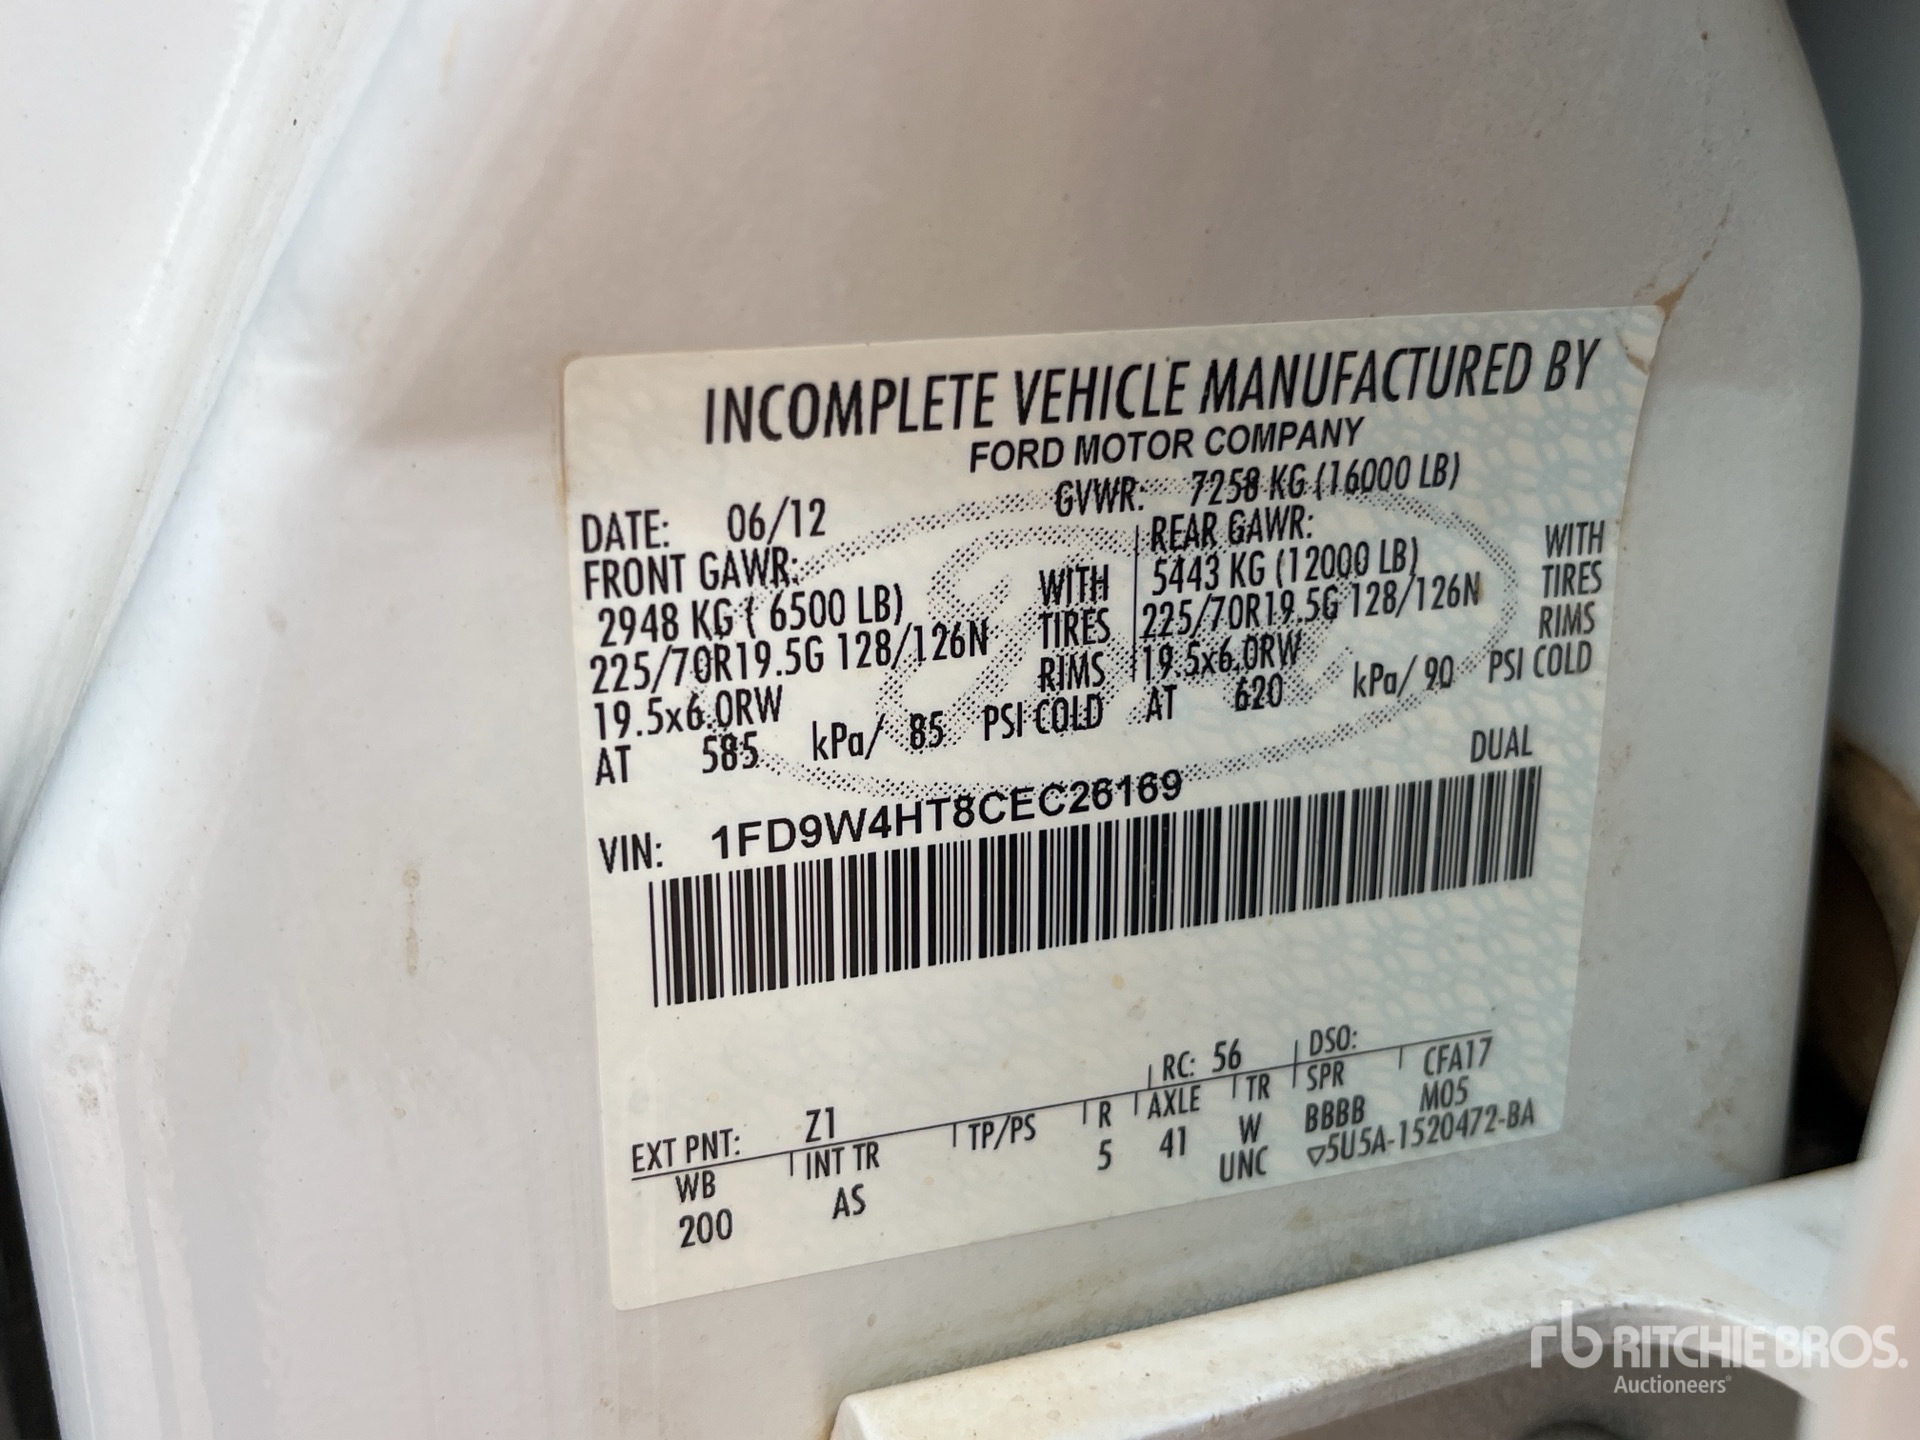 INCOMPLETE VEHICLE MANUFACTURED BY
FORD MOTOR COMPANY
DATE: 06/12 GVWR: 7258 KG (16000 LB)
FRONT GAWR: REAR GAWR:
2948 KG ( 6500 LB) WITH 5443 KG (12000 LB) WITH
225/70R19.5G 128/126N TIRES 225/70R19.5G 128/126N TIRES
19.5x6.0RW RIMS 19.5x6.0RW RIMS
AT 585 kPa/ 85 PSI COLD AT 620 kPa/ 90 PSI COLD
VIN: 1FD9W4HT8CEC26169 DUAL
EXT PNT: Z1 RC: 56 DSO:
WB INT TR TP/PS R AXLE TR SPR CFA17
200 AS 5 41 W BBBB M05
UNC ▽5U5A-1520472-BA
rb RITCHIE BROS.
Auctioneers®